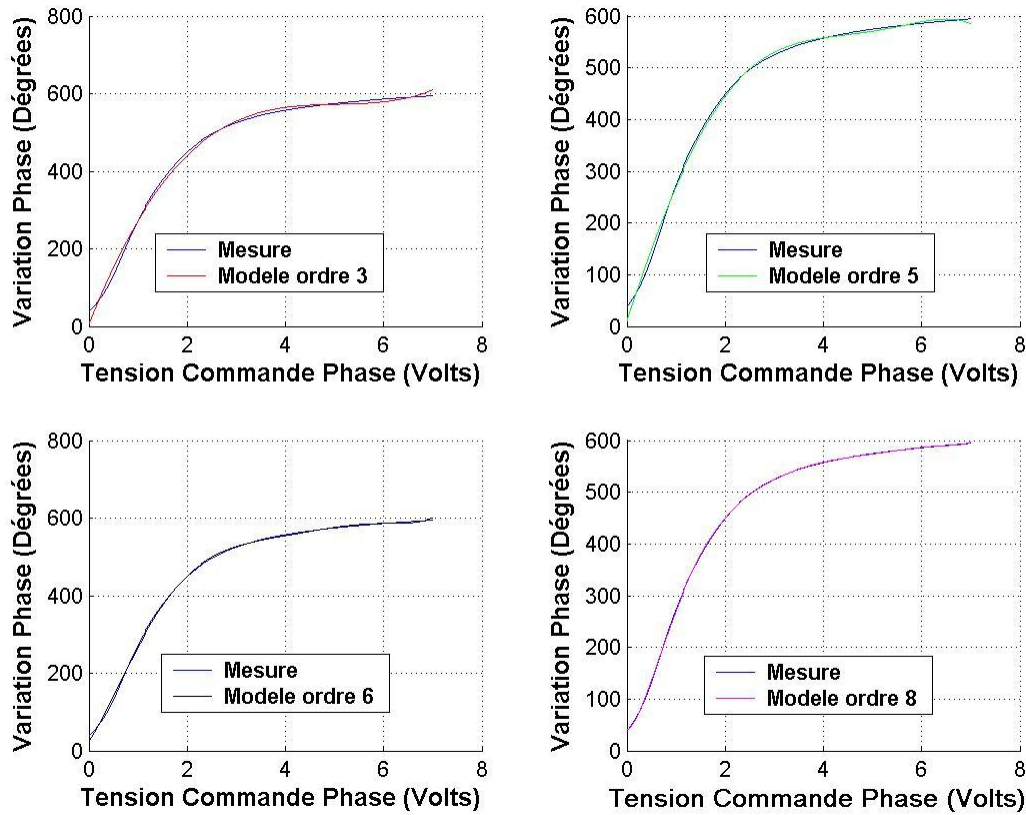 800
600
400
200
0
0 2 4 6 8
Variation Phase (Dégrées)
Tension Commande Phase (Volts)
Mesure
Modele ordre 3
600
500
400
300
200
100
0
0 2 4 6 8
Variation Phase (Dégrées)
Tension Commande Phase (Volts)
Mesure
Modele ordre 5
800
600
400
200
0
0 2 4 6 8
Variation Phase (Dégrées)
Tension Commande Phase (Volts)
Mesure
Modele ordre 6
600
500
400
300
200
100
0
0 2 4 6 8
Variation Phase (Dégrées)
Tension Commande Phase (Volts)
Mesure
Modele ordre 8